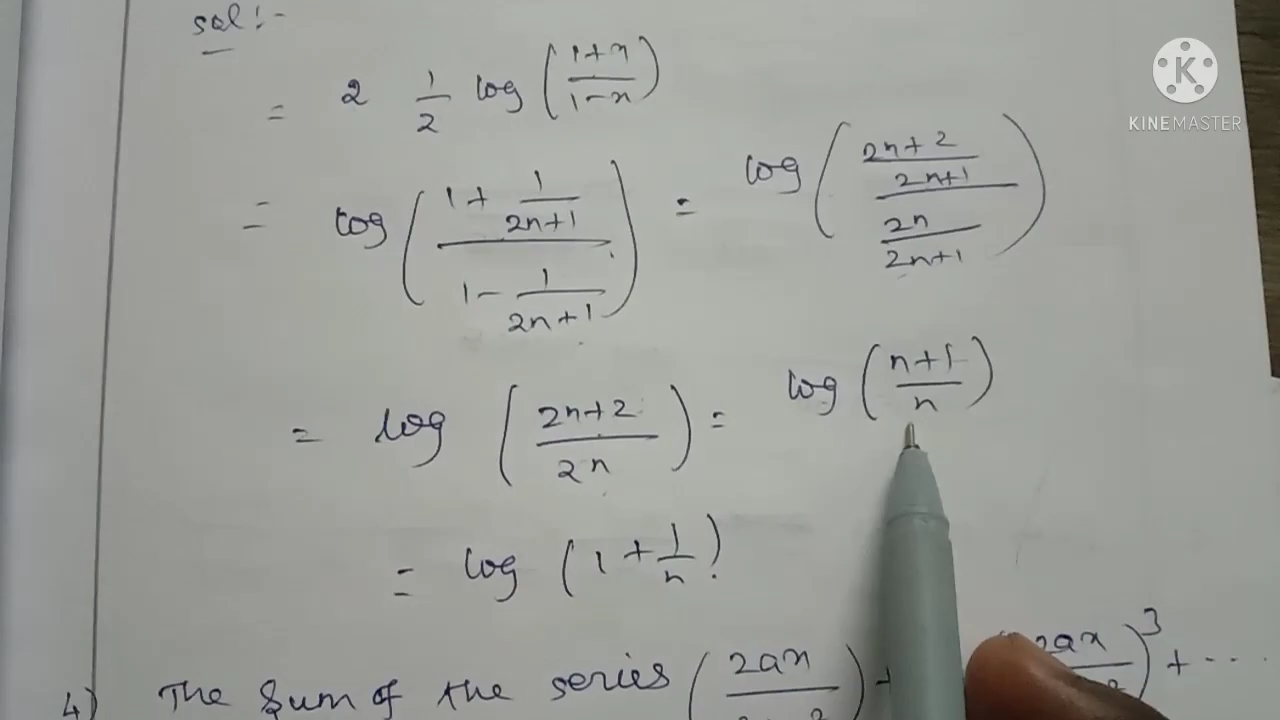 sol:-
= 2 1/2 log (1+x / 1-x)
= log ((1 + 1/(2n+1)) / (1 - 1/(2n+1))) = log (((2n+2)/(2n+1)) / (2n/(2n+1)))
= log ((2n+2)/2n) = log ((n+1)/n)
= log (1 + 1/n)
4) The sum of the series (2ax
2ax )³ + ....
KINEMASTER